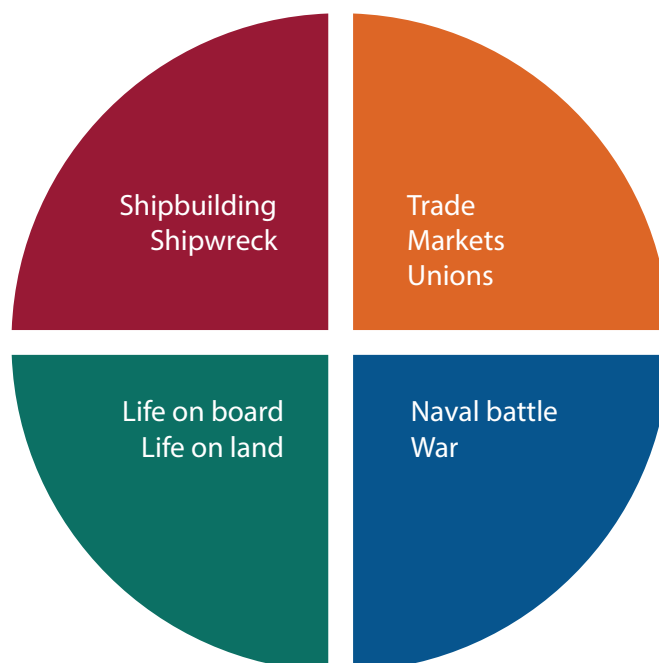 Shipbuilding
Shipwreck
Trade
Markets
Unions
Life on board
Life on land
Naval battle
War